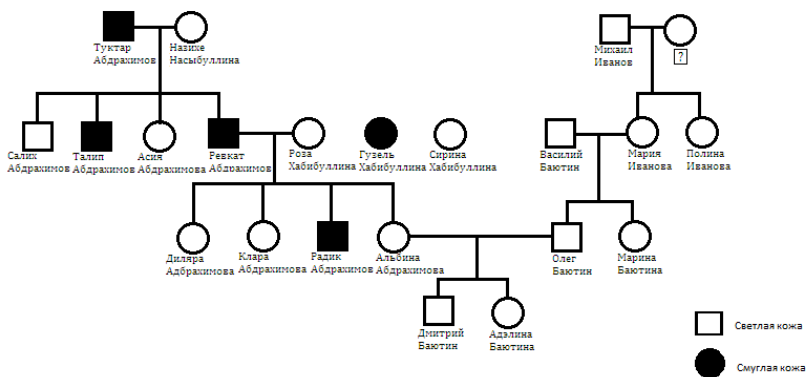 Туктар
Абдрахимов
Назихе
Насыбуллина
Михаил
Иванов
?
Салих
Абдрахимов
Талип
Абдрахимов
Асия
Абдрахимова
Ревкат
Абдрахимов
Роза
Хабибуллина
Гузель
Хабибуллина
Сирина
Хабибуллина
Василий
Баютин
Мария
Иванова
Полина
Иванова
Диляра
Адбрахимова
Клара
Абдрахимова
Радик
Абдрахимов
Альбина
Абдрахимова
Олег
Баютин
Марина
Баютина
Дмитрий
Баютин
Адэлина
Баютина
Светлая кожа
Смуглая кожа